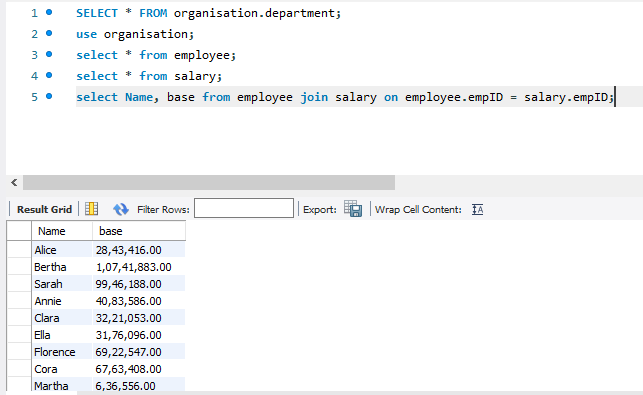 1 SELECT * FROM organisation.department;
2 use organisation;
3 select * from employee;
4 select * from salary;
5 select Name, base from employee join salary on employee.empID = salary.empID;
Result Grid Filter Rows: Export: Wrap Cell Content: IA
Name base
Alice 28,43,416.00
Bertha 1,07,41,883.00
Sarah 99,46,188.00
Annie 40,83,586.00
Clara 32,21,053.00
Ella 31,76,096.00
Florence 69,22,547.00
Cora 67,63,408.00
Martha 6,36,556.00